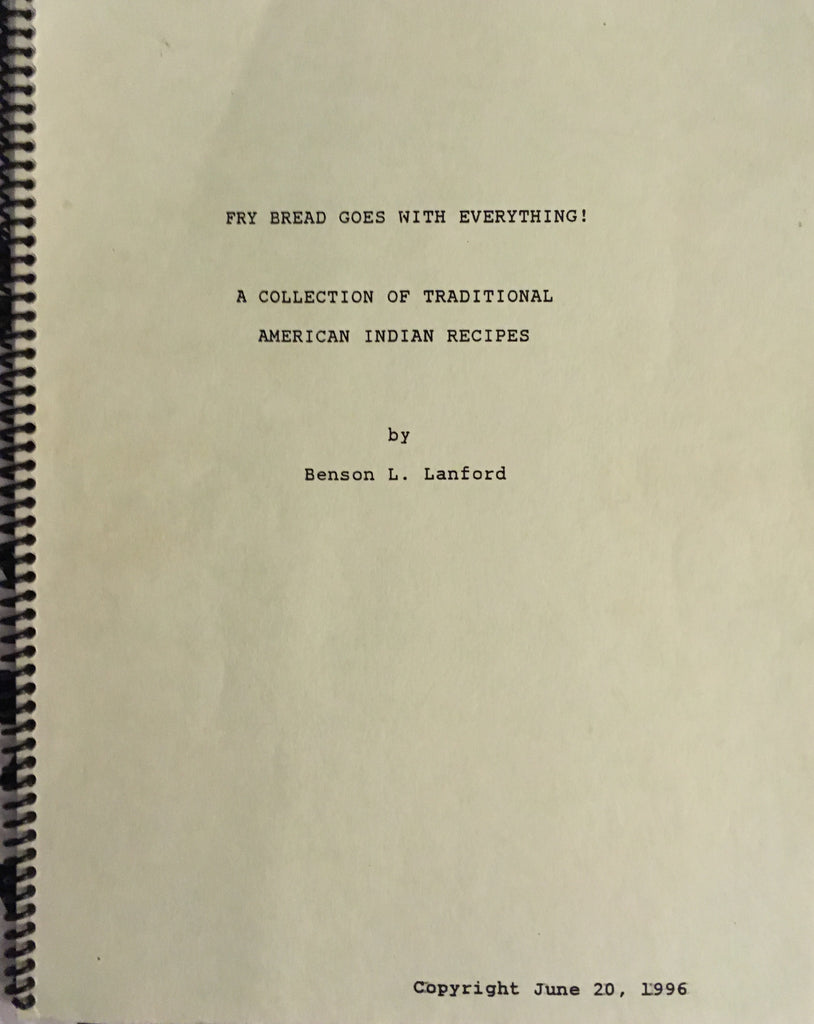 FRY BREAD GOES WITH EVERYTHING!
A COLLECTION OF TRADITIONAL
AMERICAN INDIAN RECIPES
by
Benson L. Lanford
Copyright June 20, 1996